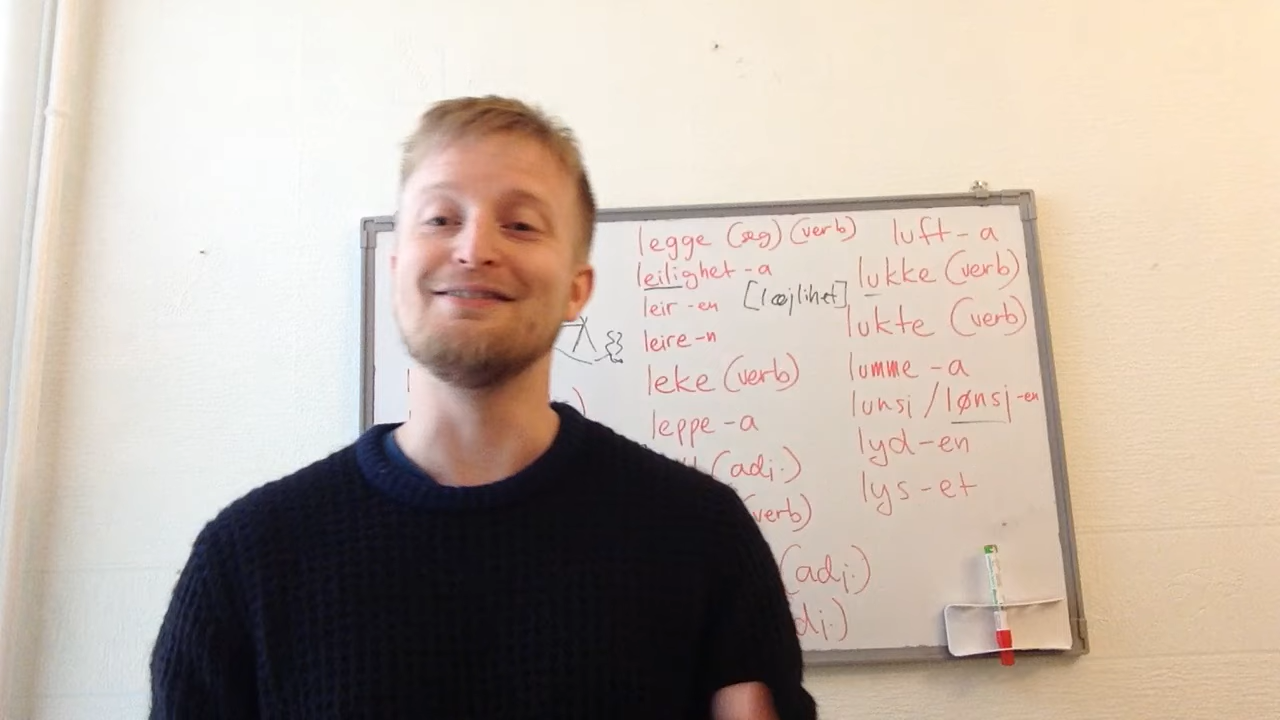 legge (seg) (verb)
leilighet -a
[læjlihet]
leir -en
leire -n
leke (verb)
leppe -a
(adj.)
(verb)
(adj.)
luft - a
lukke (verb)
lukte (verb)
lumme - a
lunsj / lønsj -en
lyd - en
lys - et